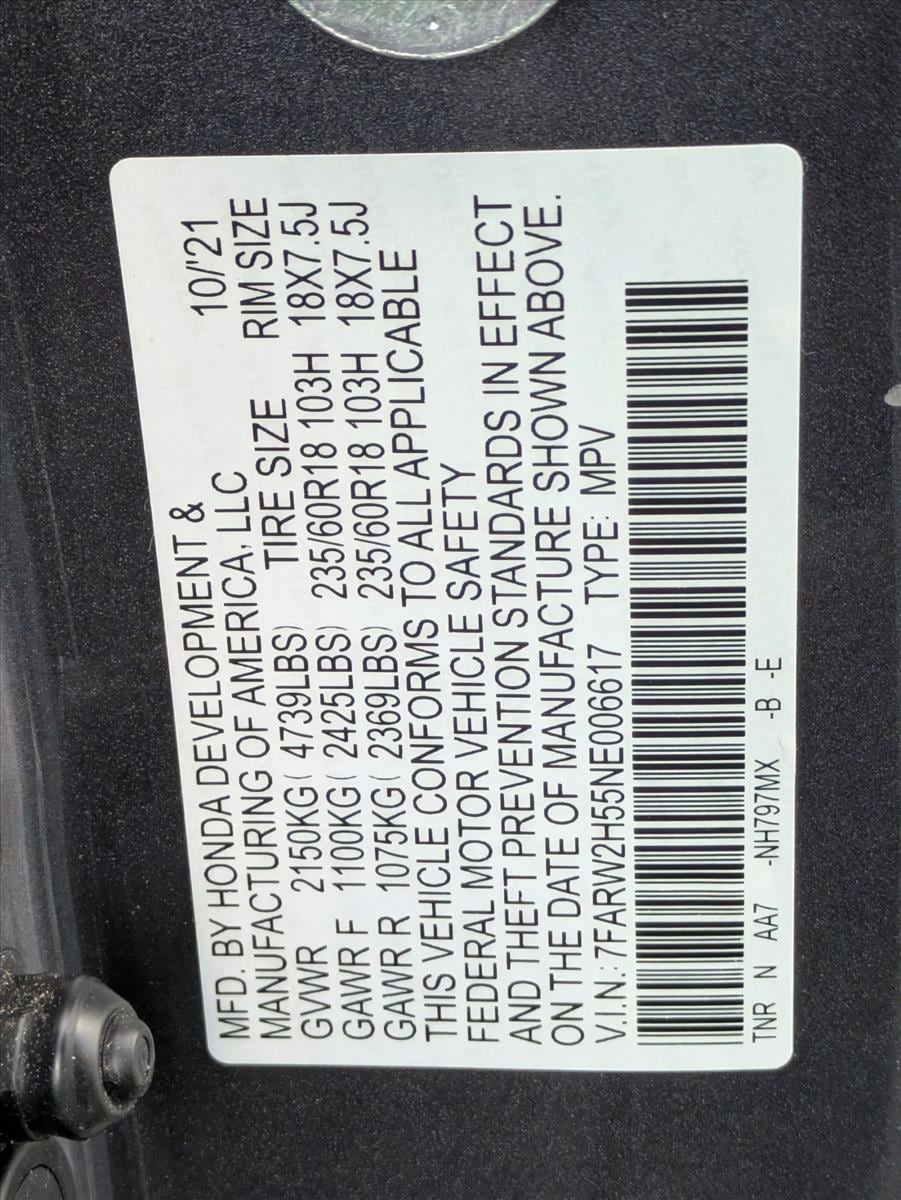 MFD. BY HONDA DEVELOPMENT & 10/'21
MANUFACTURING OF AMERICA, LLC
TIRE SIZE RIM SIZE
GVWR 2150KG ( 4739LBS)
GAWR F 1100KG ( 2425LBS) 235/60R18 103H 18X7.5J
GAWR R 1075KG ( 2369LBS) 235/60R18 103H 18X7.5J
THIS VEHICLE CONFORMS TO ALL APPLICABLE
FEDERAL MOTOR VEHICLE SAFETY
AND THEFT PREVENTION STANDARDS IN EFFECT
ON THE DATE OF MANUFACTURE SHOWN ABOVE.
V.I.N.: 7FARW2H55NE006617 TYPE: MPV
TNR N AA7 -NH797MX -B -E